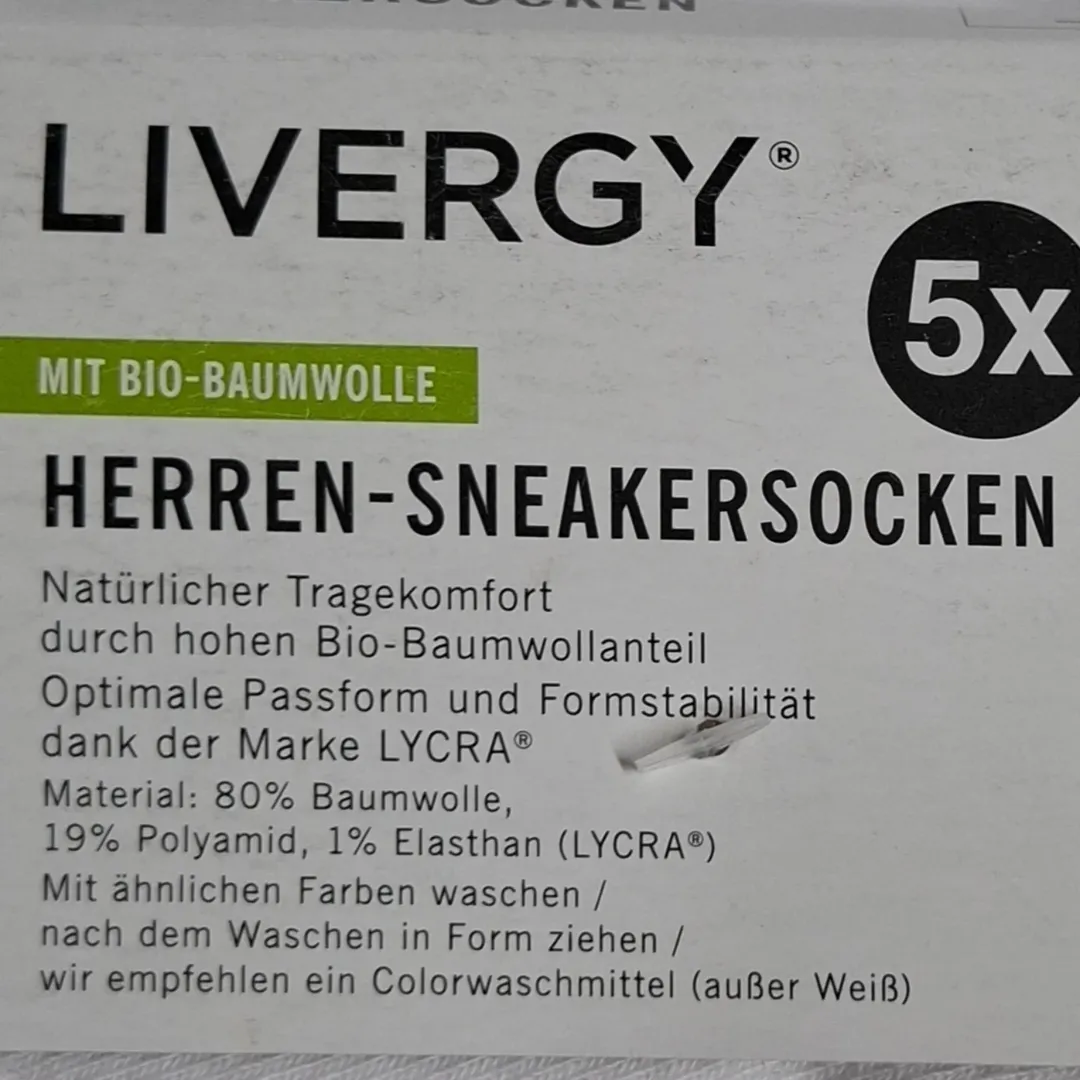 LIVERGY®
5x
MIT BIO-BAUMWOLLE
HERREN-SNEAKERSOCKEN
Natürlicher Tragekomfort
durch hohen Bio-Baumwollanteil
Optimale Passform und Formstabilität
dank der Marke LYCRA®
Material: 80% Baumwolle,
19% Polyamid, 1% Elasthan (LYCRA®)
Mit ähnlichen Farben waschen /
nach dem Waschen in Form ziehen /
wir empfehlen ein Colorwaschmittel (außer Weiß)